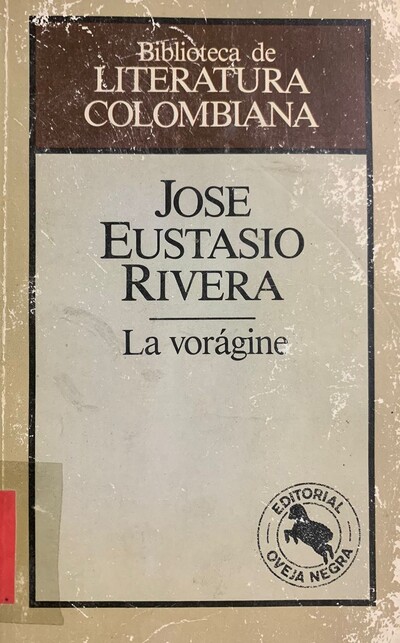 Biblioteca de
LITERATURA
COLOMBIANA
JOSE
EUSTASIO
RIVERA
La vorágine
EDITORIAL
OVEJA NEGRA